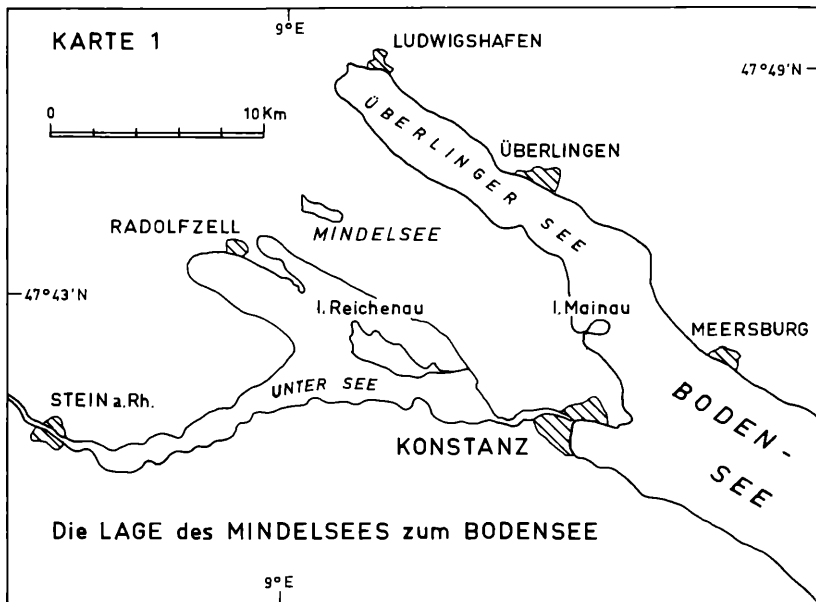 9°E
KARTE 1
LUDWIGSHAFEN
47°49'N
0 10 Km
ÜBERLINGER SEE
ÜBERLINGEN
MINDELSEE
RADOLFZELL
47°43'N
I. Reichenau
I. Mainau
MEERSBURG
UNTER SEE
STEIN a. Rh.
BODEN-
SEE
KONSTANZ
Die LAGE des MINDELSEES zum BODENSEE
9°E